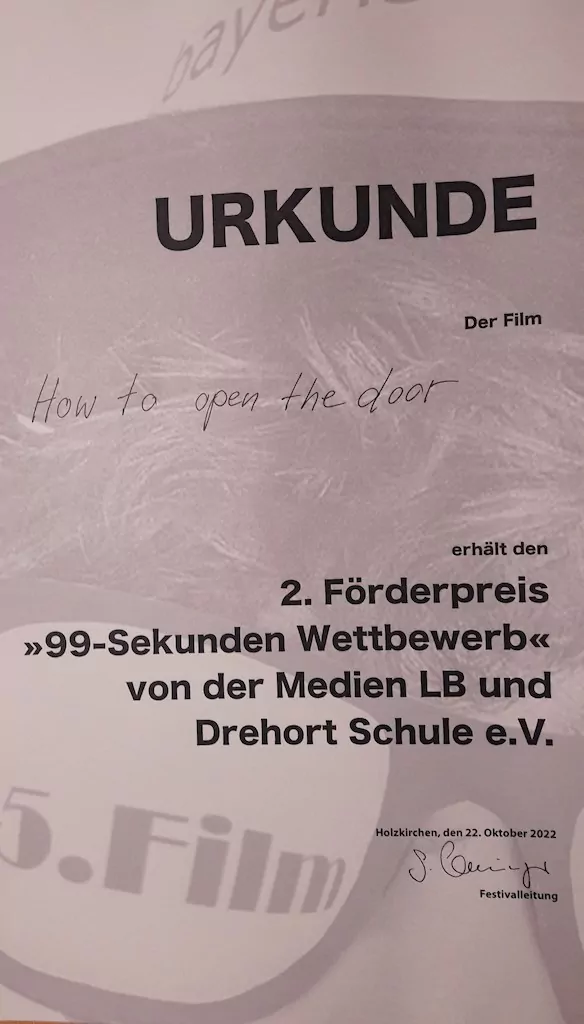 bayeris
URKUNDE
Der Film
How to open the door
erhält den
2. Förderpreis
»99-Sekunden Wettbewerb«
von der Medien LB und
Drehort Schule e.V.
5.Film
Holzkirchen, den 22. Oktober 2022
Festivalleitung